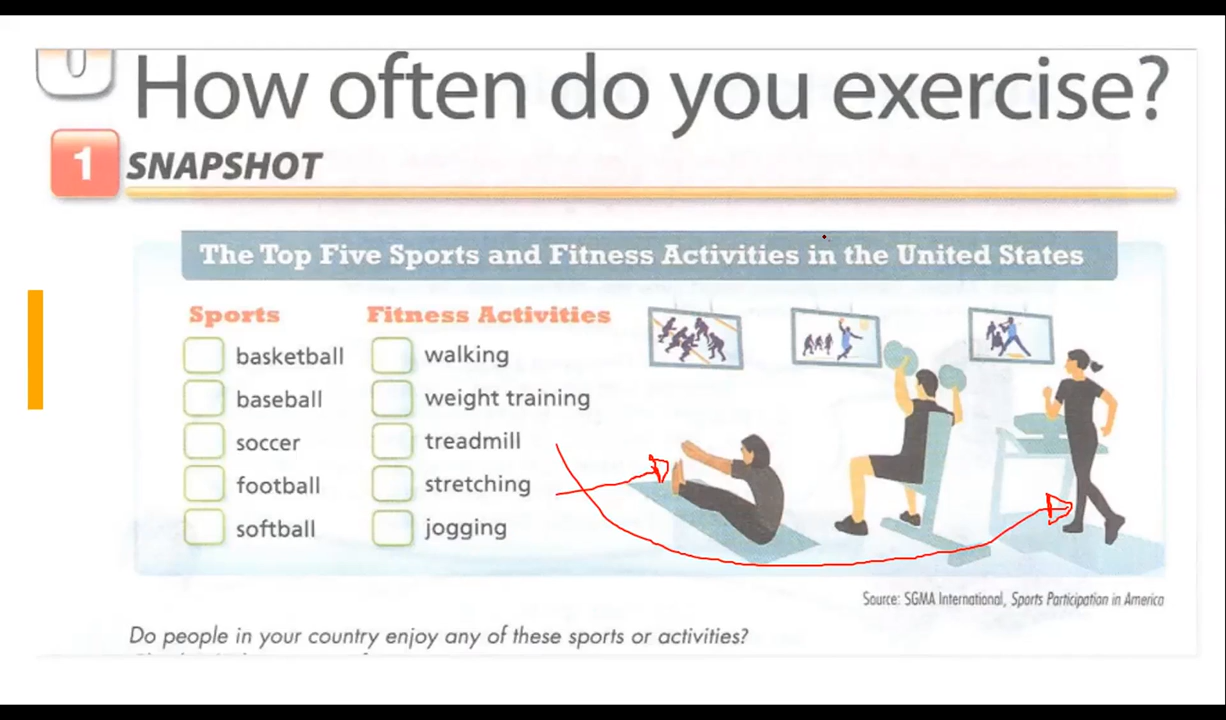 How often do you exercise?
1 SNAPSHOT
The Top Five Sports and Fitness Activities in the United States
Sports
basketball
baseball
soccer
football
softball
Fitness Activities
walking
weight training
treadmill
stretching
jogging
Source: SGMA International, Sports Participation in America
Do people in your country enjoy any of these sports or activities?